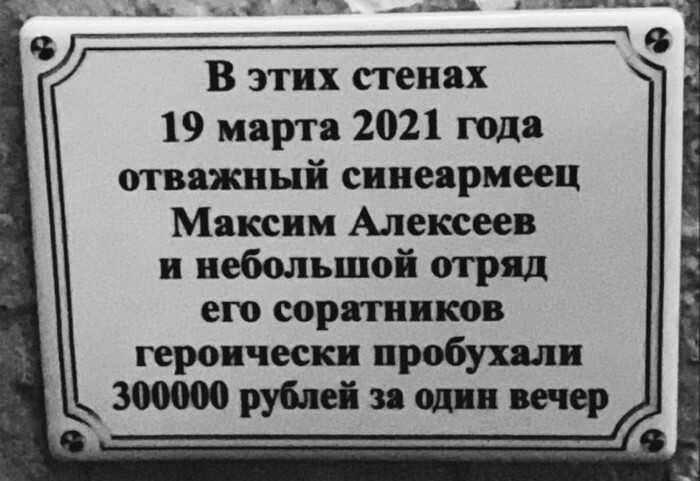 В этих стенах
19 марта 2021 года
отважный синеармеец
Максим Алексеев
и небольшой отряд
его соратников
героически пробухали
300000 рублей за один вечер